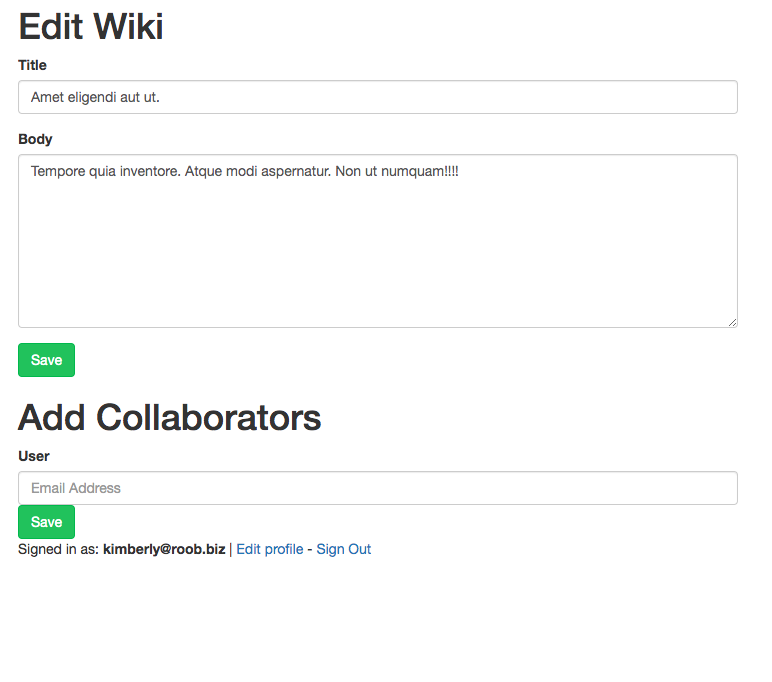 Edit Wiki
Title
Amet eligendi aut ut.
Body
Tempore quia inventore. Atque modi aspernatur. Non ut numquam!!!!
Save
Add Collaborators
User
Email Address
Save
Signed in as: kimberly@roob.biz | Edit profile - Sign Out